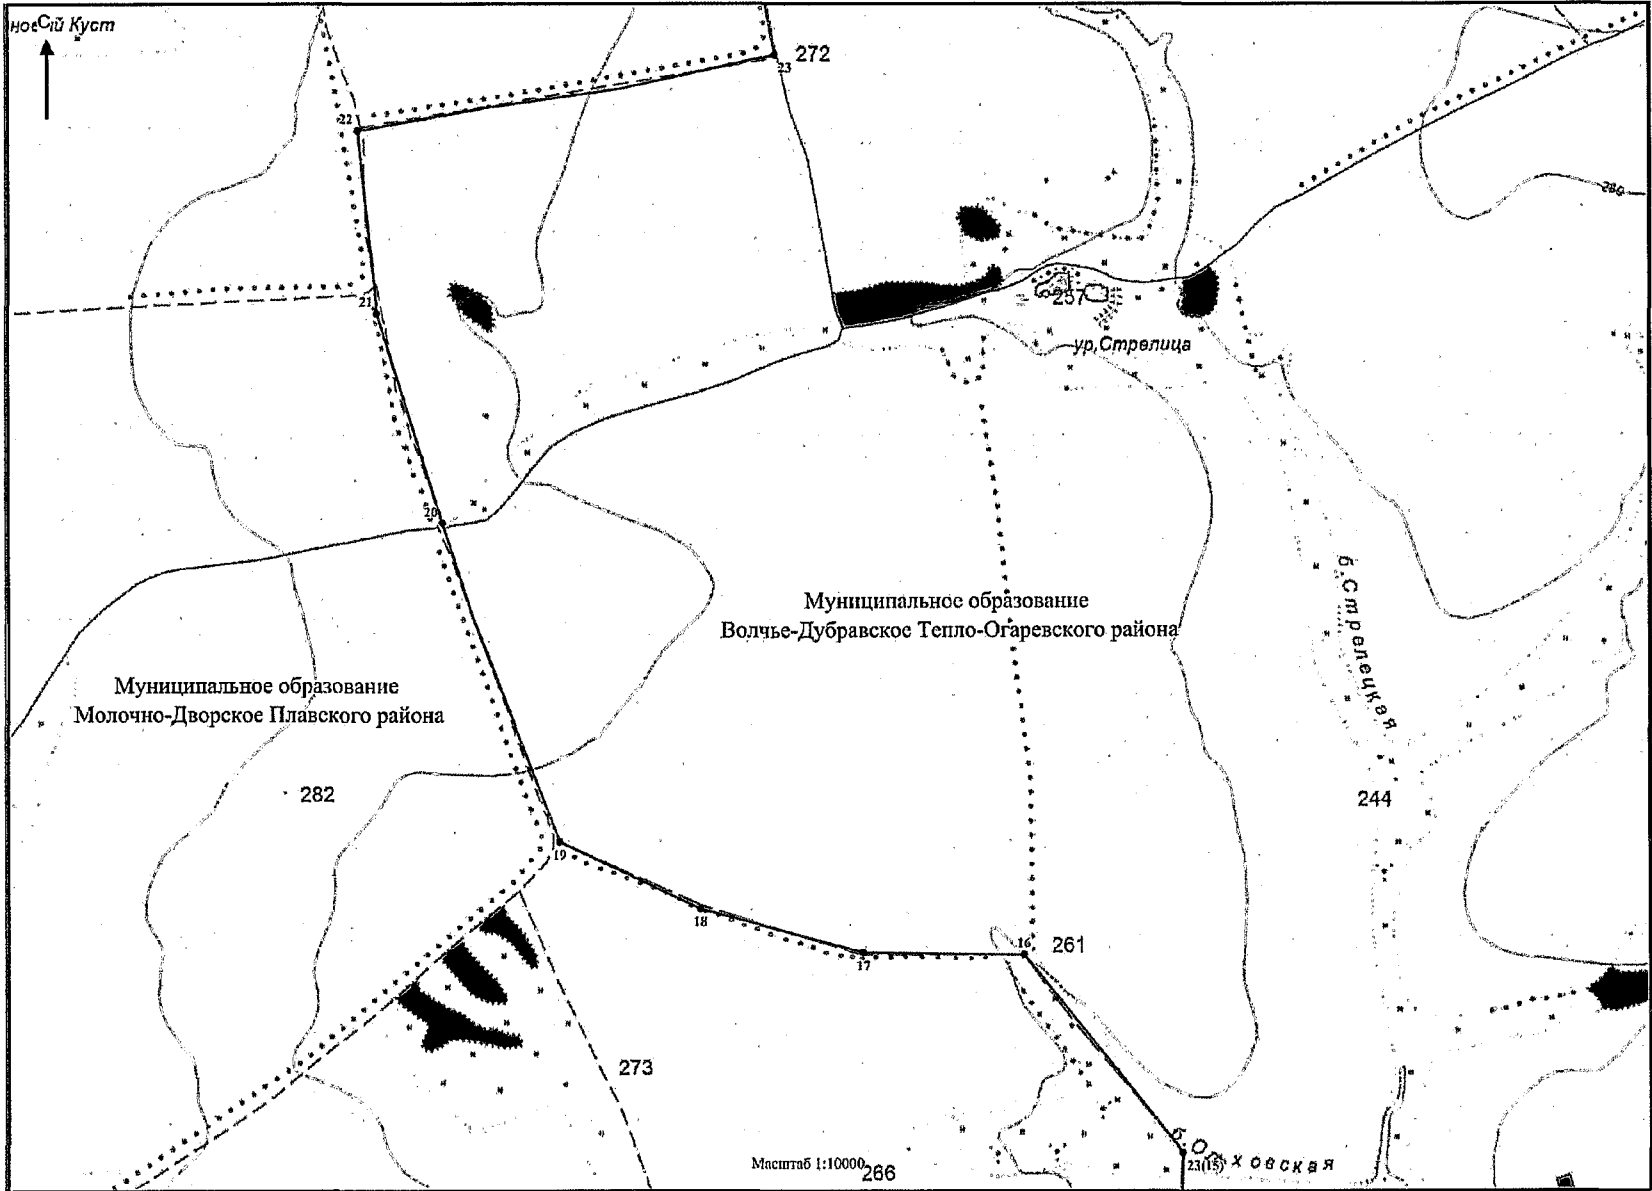 С
й Куст
272
23
22
280
21
257
ур. Стрелица
20
б. Стрелецкая
Муниципальное образование
Волчье-Дубравское Тепло-Огаревского района
Муниципальное образование
Молочно-Дворское Плавского района
282
244
19
18
16
261
17
273
б.
ховская
23(15)
Масштаб 1:10000
266